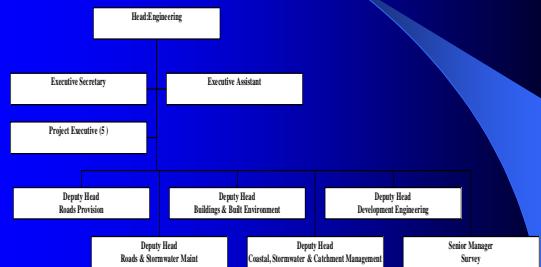 Head:Engineering
Executive Secretary
Executive Assistant
Project Executive (5 )
Deputy Head
Roads Provision
Deputy Head
Buildings & Built Environment
Deputy Head
Development Engineering
Deputy Head
Roads & Stormwater Maint
Deputy Head
Coastal, Stormwater & Catchment Management
Senior Manager
Survey